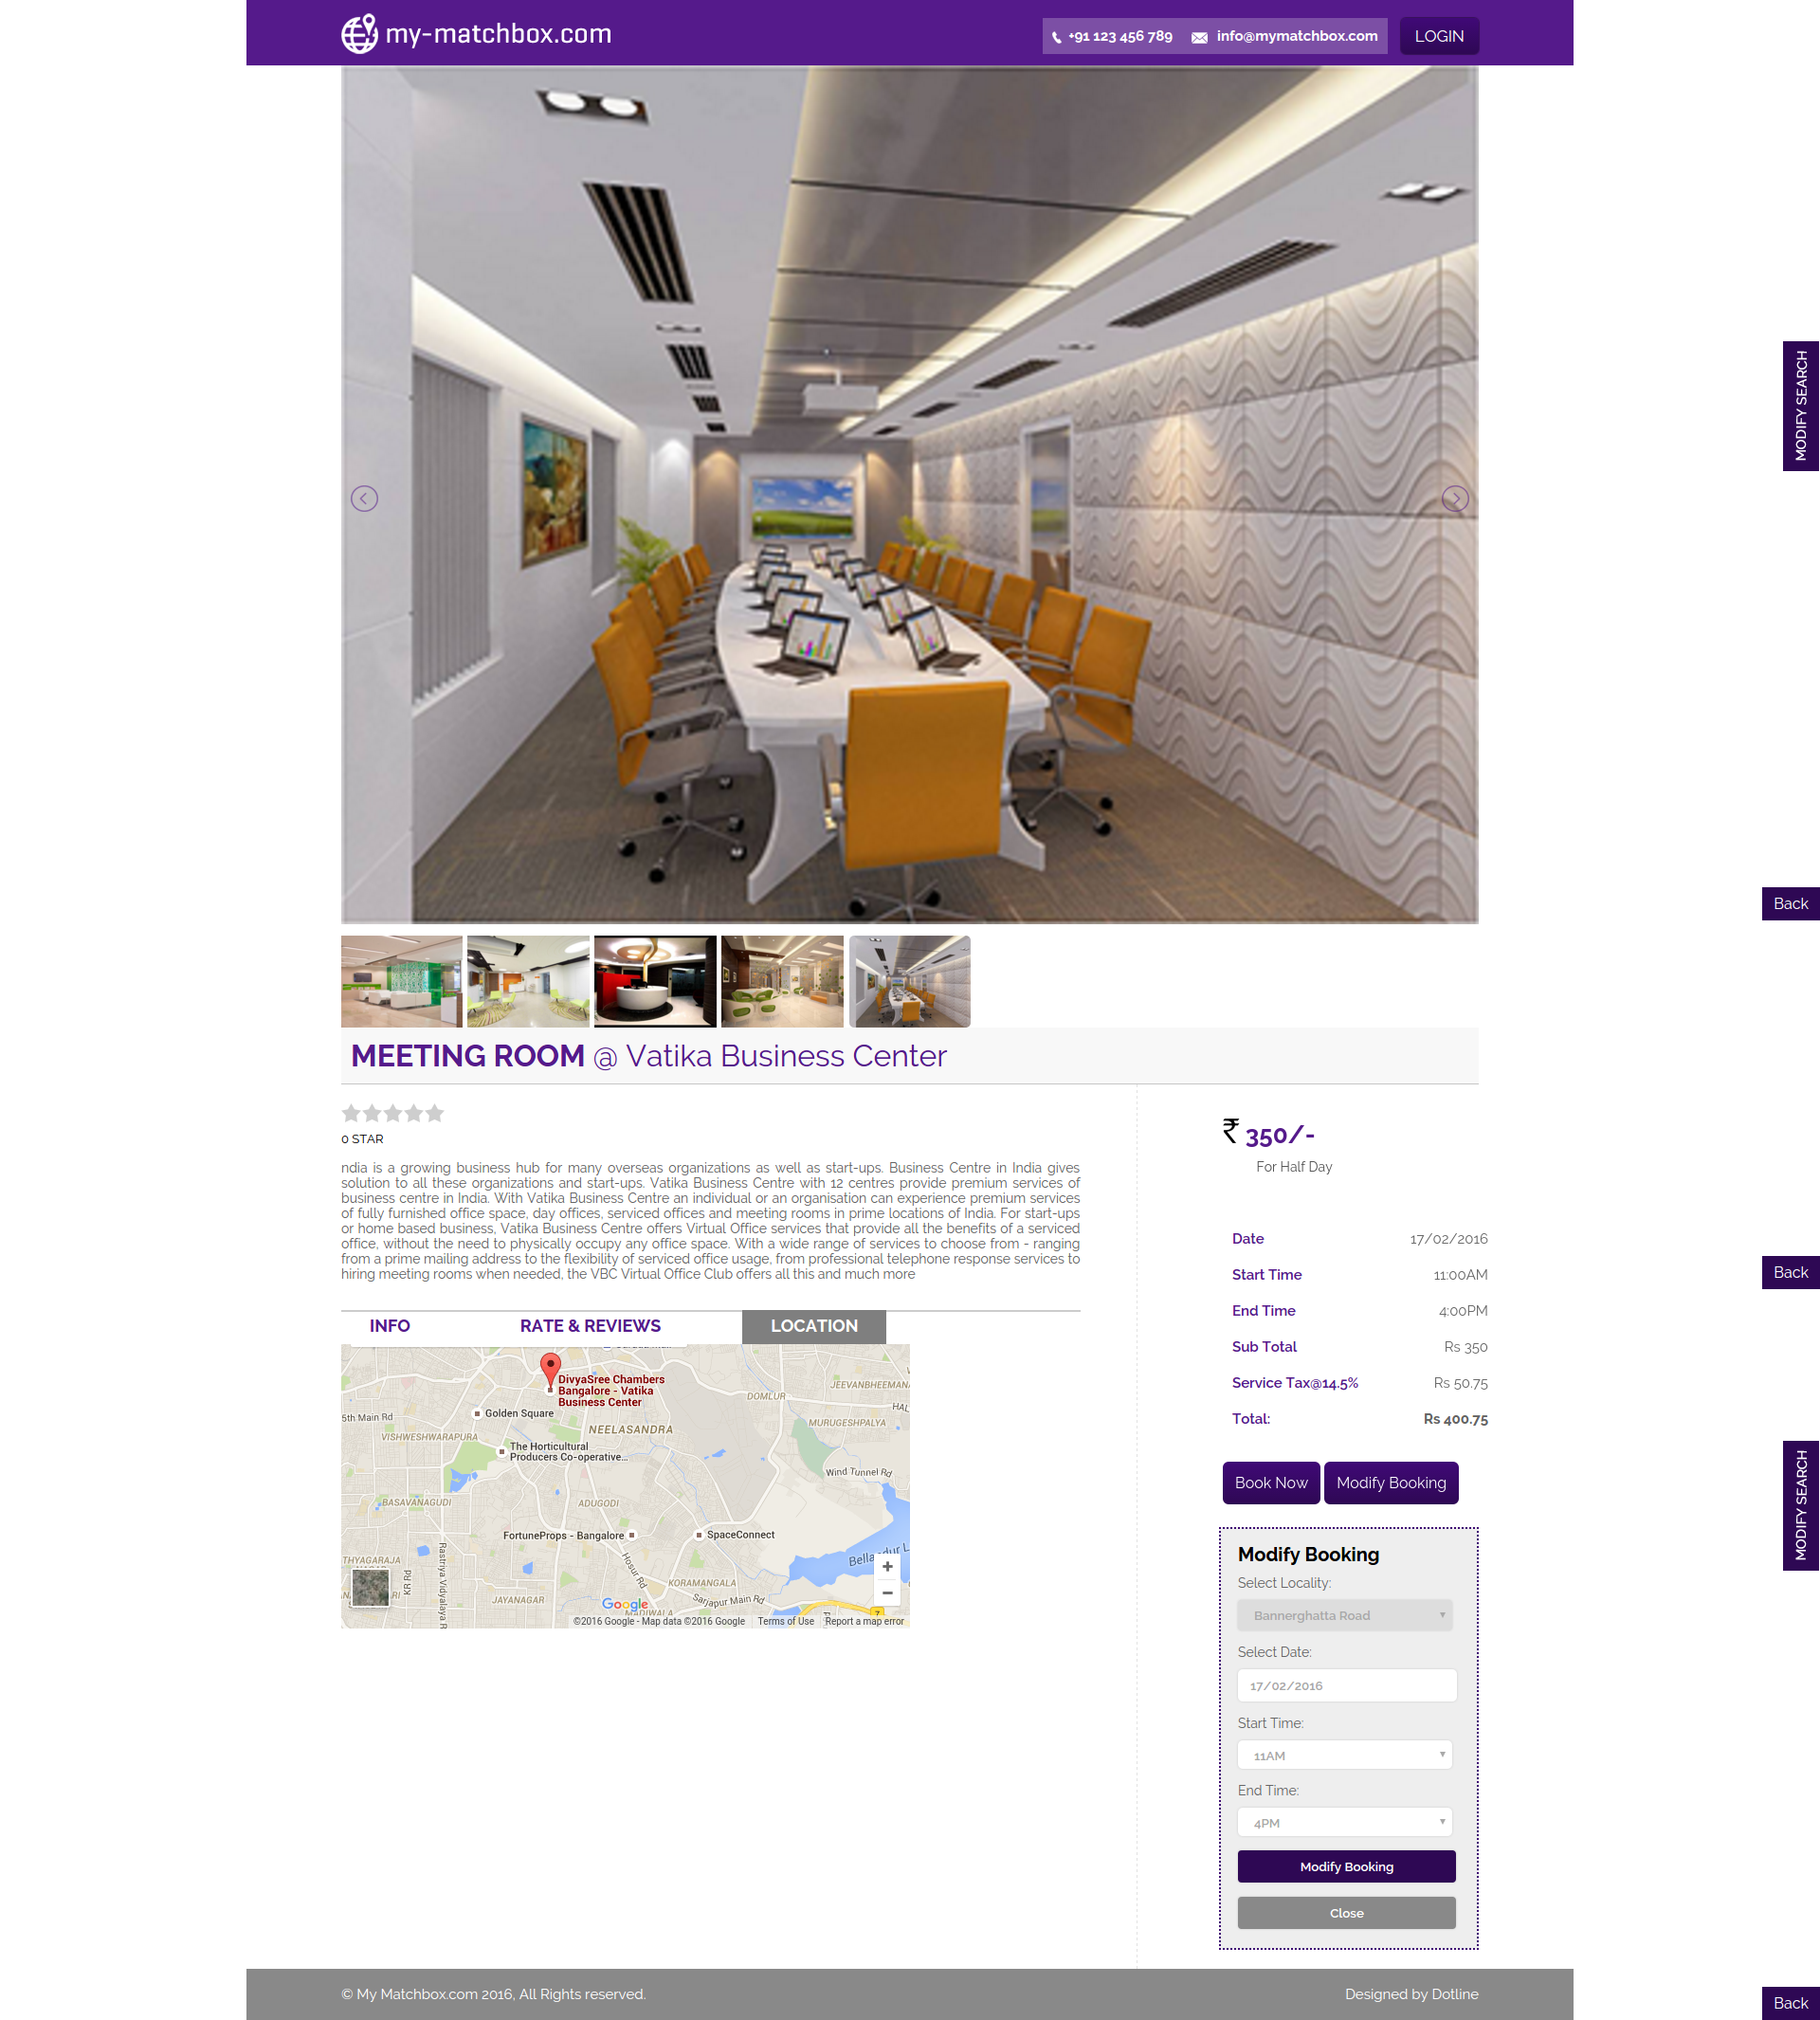 my-matchbox.com
+91 123 456 789
info@mymatchbox.com
LOGIN
MODIFY SEARCH
Back
MEETING ROOM @ Vatika Business Center
0 STAR
ndia is a growing business hub for many overseas organizations as well as start-ups. Business Centre in India gives
solution to all these organizations and start-ups. Vatika Business Centre with 12 centres provide premium services of
business centre in India. With Vatika Business Centre an individual or an organisation can experience premium services
of fully furnished office space, day offices, serviced offices and meeting rooms in prime locations of India. For start-ups
or home based business, Vatika Business Centre offers Virtual Office services that provide all the benefits of a serviced
office, without the need to physically occupy any office space. With a wide range of services to choose from - ranging
from a prime mailing address to the flexibility of serviced office usage, from professional telephone response services to
hiring meeting rooms when needed, the VBC Virtual Office Club offers all this and much more
INFO
RATE & REVIEWS
LOCATION
DivyaSree Chambers
Bangalore - Vatika
Business Center
DOMLUR
JEEVANBHEEMAN
HAL
5th Main Rd
Golden Square
MURUGESHPALYA
VISHWESHWARAPURA
NEELASANDRA
The Horticultural
Producers Co-operative...
Wind Tunnel Rd
BASAVANAGUDI
ADUGODI
FortuneProps - Bangalore
SpaceConnect
THYAGARAJA
KR Rd
Rastriya Vidyalaya R
Hosur Rd
KORAMANGALA
JAYANAGAR
Sarjapur Main Rd
Google
MADIWALA
7
+
−
©2016 Google - Map data ©2016 Google
Terms of Use
Report a map error
₹ 350/-
For Half Day
Date 17/02/2016
Start Time 11:00AM
End Time 4:00PM
Sub Total Rs 350
Service Tax@14.5% Rs 50.75
Total: Rs 400.75
Book Now
Modify Booking
Back
MODIFY SEARCH
Modify Booking
Select Locality:
Bannerghatta Road
Select Date:
17/02/2016
Start Time:
11AM
End Time:
4PM
Modify Booking
Close
© My Matchbox.com 2016, All Rights reserved.
Designed by Dotline
Back